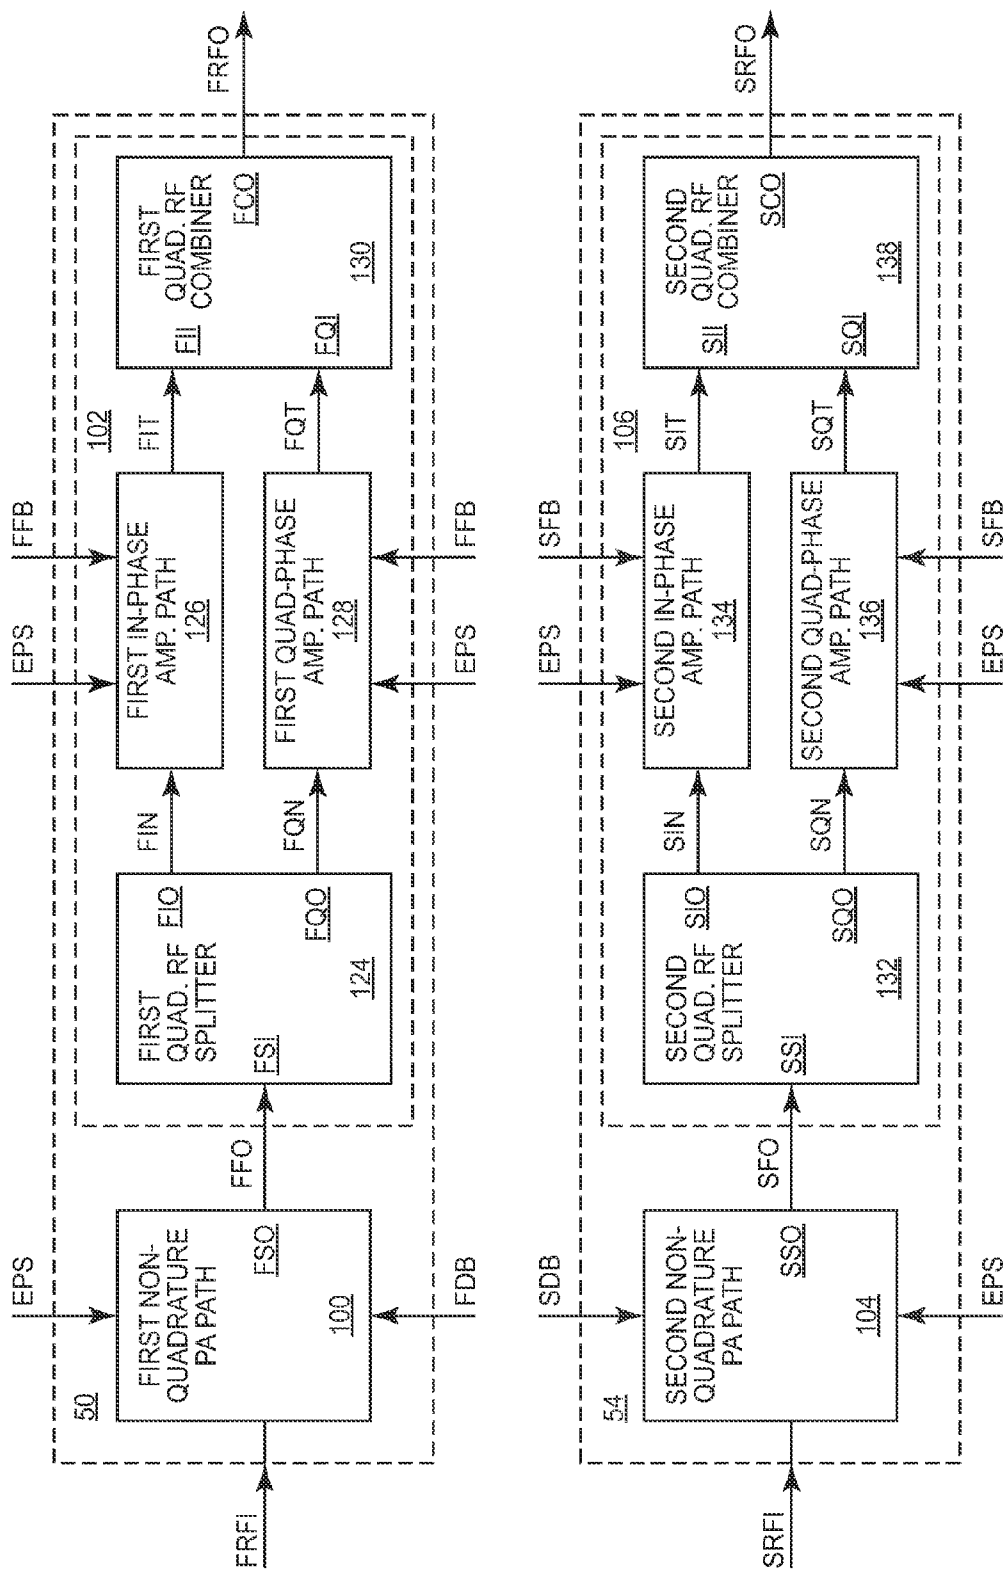 FRFI
50
EPS
FIRST NON-
QUADRATURE
PA PATH
FSO
100
FDB
FFO
FIRST
QUAD. RF
SPLITTER
FSI
FIO
FQO
124
FIN
FQN
EPS
FFB
FIRST IN-PHASE
AMP. PATH
126
FIRST QUAD-PHASE
AMP. PATH
128
EPS
FFB
102
FIT
FQT
FIRST
QUAD. RF
COMBINER
FII
FQI
FCO
130
FRFO
SRFI
54
SDB
SECOND NON-
QUADRATURE
PA PATH
SSO
104
EPS
SFO
SECOND
QUAD. RF
SPLITTER
SSI
SIO
SQO
132
SIN
SQN
EPS
SFB
SECOND IN-PHASE
AMP. PATH
134
SECOND QUAD-PHASE
AMP. PATH
136
EPS
SFB
106
SIT
SQT
SECOND
QUAD. RF
COMBINER
SII
SQI
SCO
138
SRFO